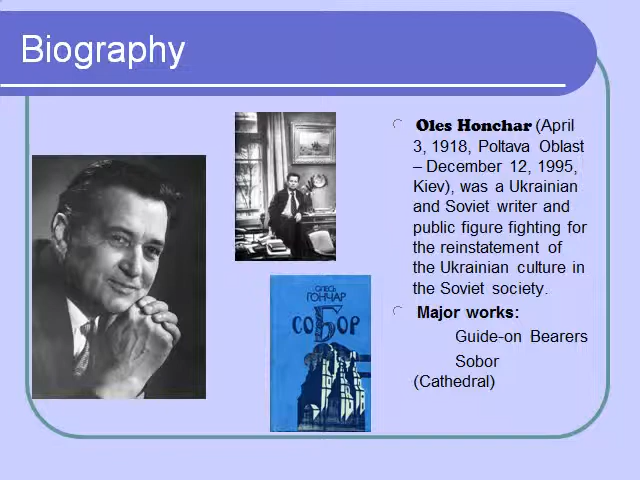 Biography
Oles Honchar (April
3, 1918, Poltava Oblast
– December 12, 1995,
Kiev), was a Ukrainian
and Soviet writer and
public figure fighting for
the reinstatement of
the Ukrainian culture in
the Soviet society.
Major works:
Guide-on Bearers
Sobor
(Cathedral)
ОЛЕСЬ
ГОНЧАР
СОБОР